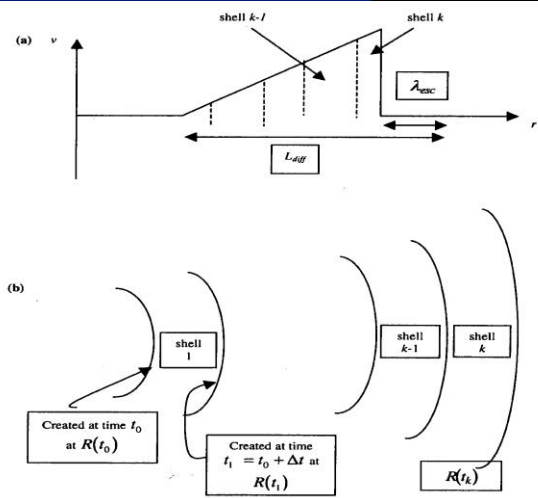 shell k-1
shell k
(a)
v
λesc
r
Ldiff
(b)
shell
1
shell
k-1
shell
k
Created at time t0
at R(t0)
Created at time
t1 = t0 + Δt at
R(t1)
R(tk)